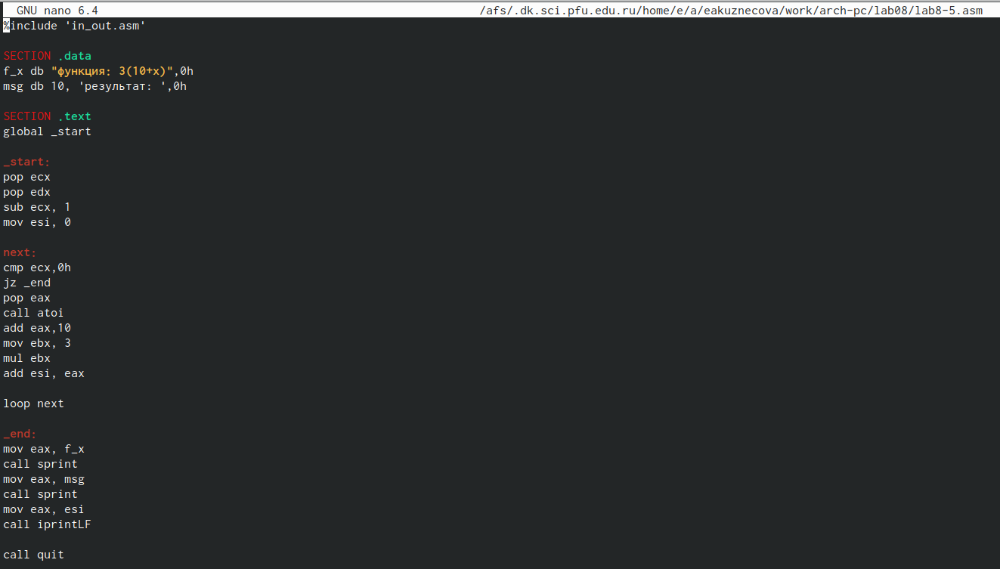 GNU nano 6.4 /afs/.dk.sci.pfu.edu.ru/home/e/a/eakuznecova/work/arch-pc/lab08/lab8-5.asm
%include 'in_out.asm'
SECTION .data
f_x db "функция: 3(10+x)",0h
msg db 10, 'результат: ',0h
SECTION .text
global _start
_start:
pop ecx
pop edx
sub ecx, 1
mov esi, 0
next:
cmp ecx,0h
jz _end
pop eax
call atoi
add eax,10
mov ebx, 3
mul ebx
add esi, eax
loop next
_end:
mov eax, f_x
call sprint
mov eax, msg
call sprint
mov eax, esi
call iprintLF
call quit